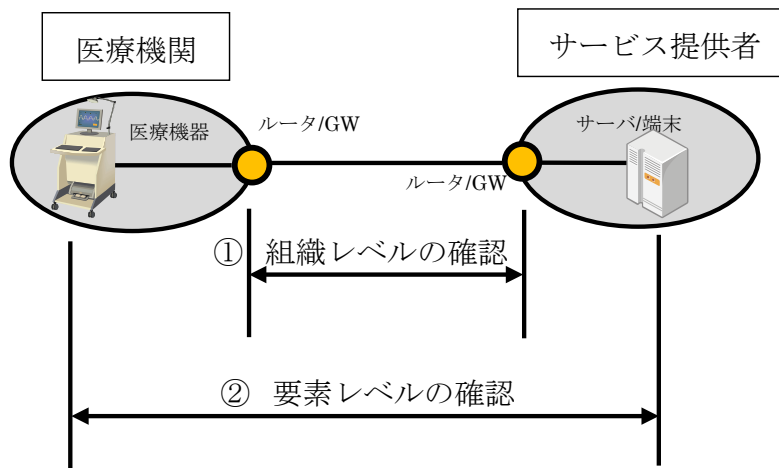 医療機関
サービス提供者
医療機器
ルータ/GW
サーバ/端末
ルータ/GW
① 組織レベルの確認
② 要素レベルの確認